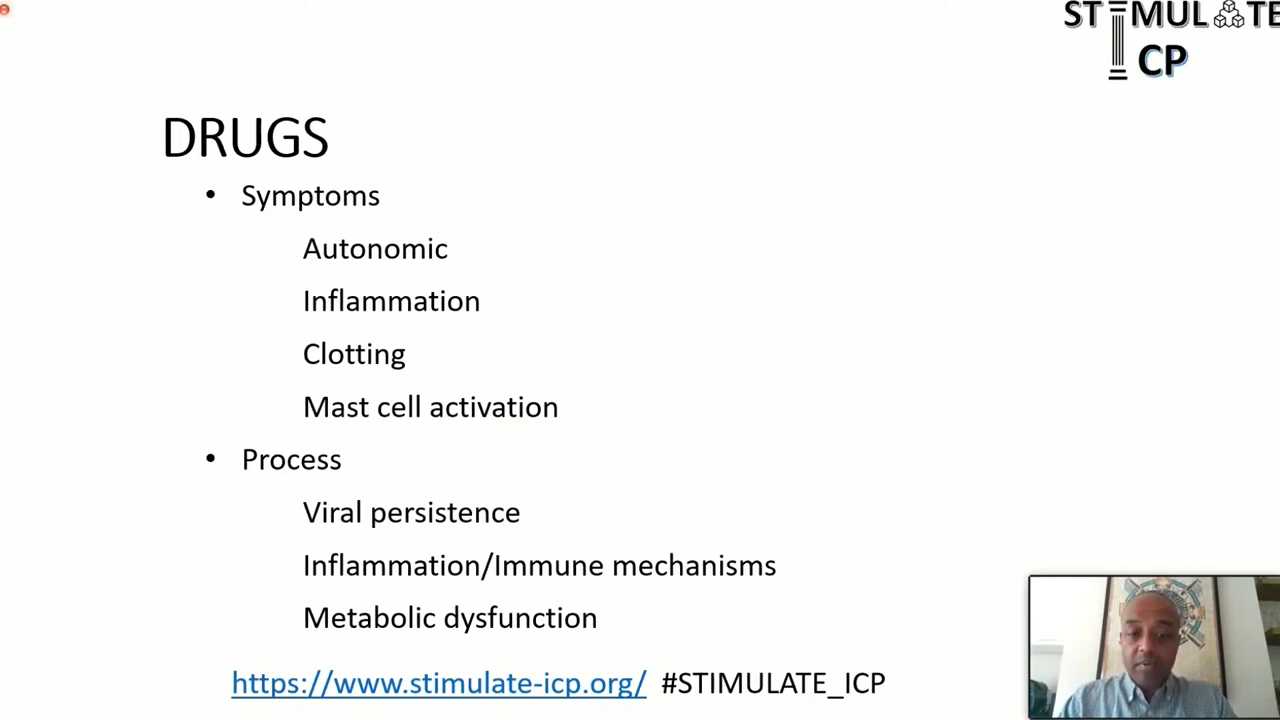 STIMULATE
ICP
DRUGS
• Symptoms
Autonomic
Inflammation
Clotting
Mast cell activation
• Process
Viral persistence
Inflammation/Immune mechanisms
Metabolic dysfunction
https://www.stimulate-icp.org/ #STIMULATE_ICP